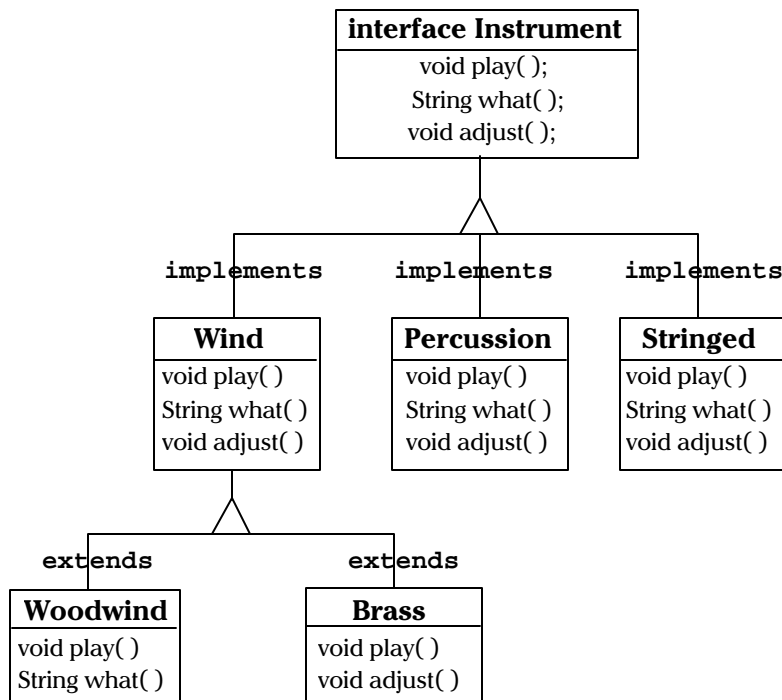 interface Instrument
void play( );
String what( );
void adjust( );
implements implements implements
Wind
void play( )
String what( )
void adjust( )
Percussion
void play( )
String what( )
void adjust( )
Stringed
void play( )
String what( )
void adjust( )
extends extends
Woodwind
void play( )
String what( )
Brass
void play( )
void adjust( )